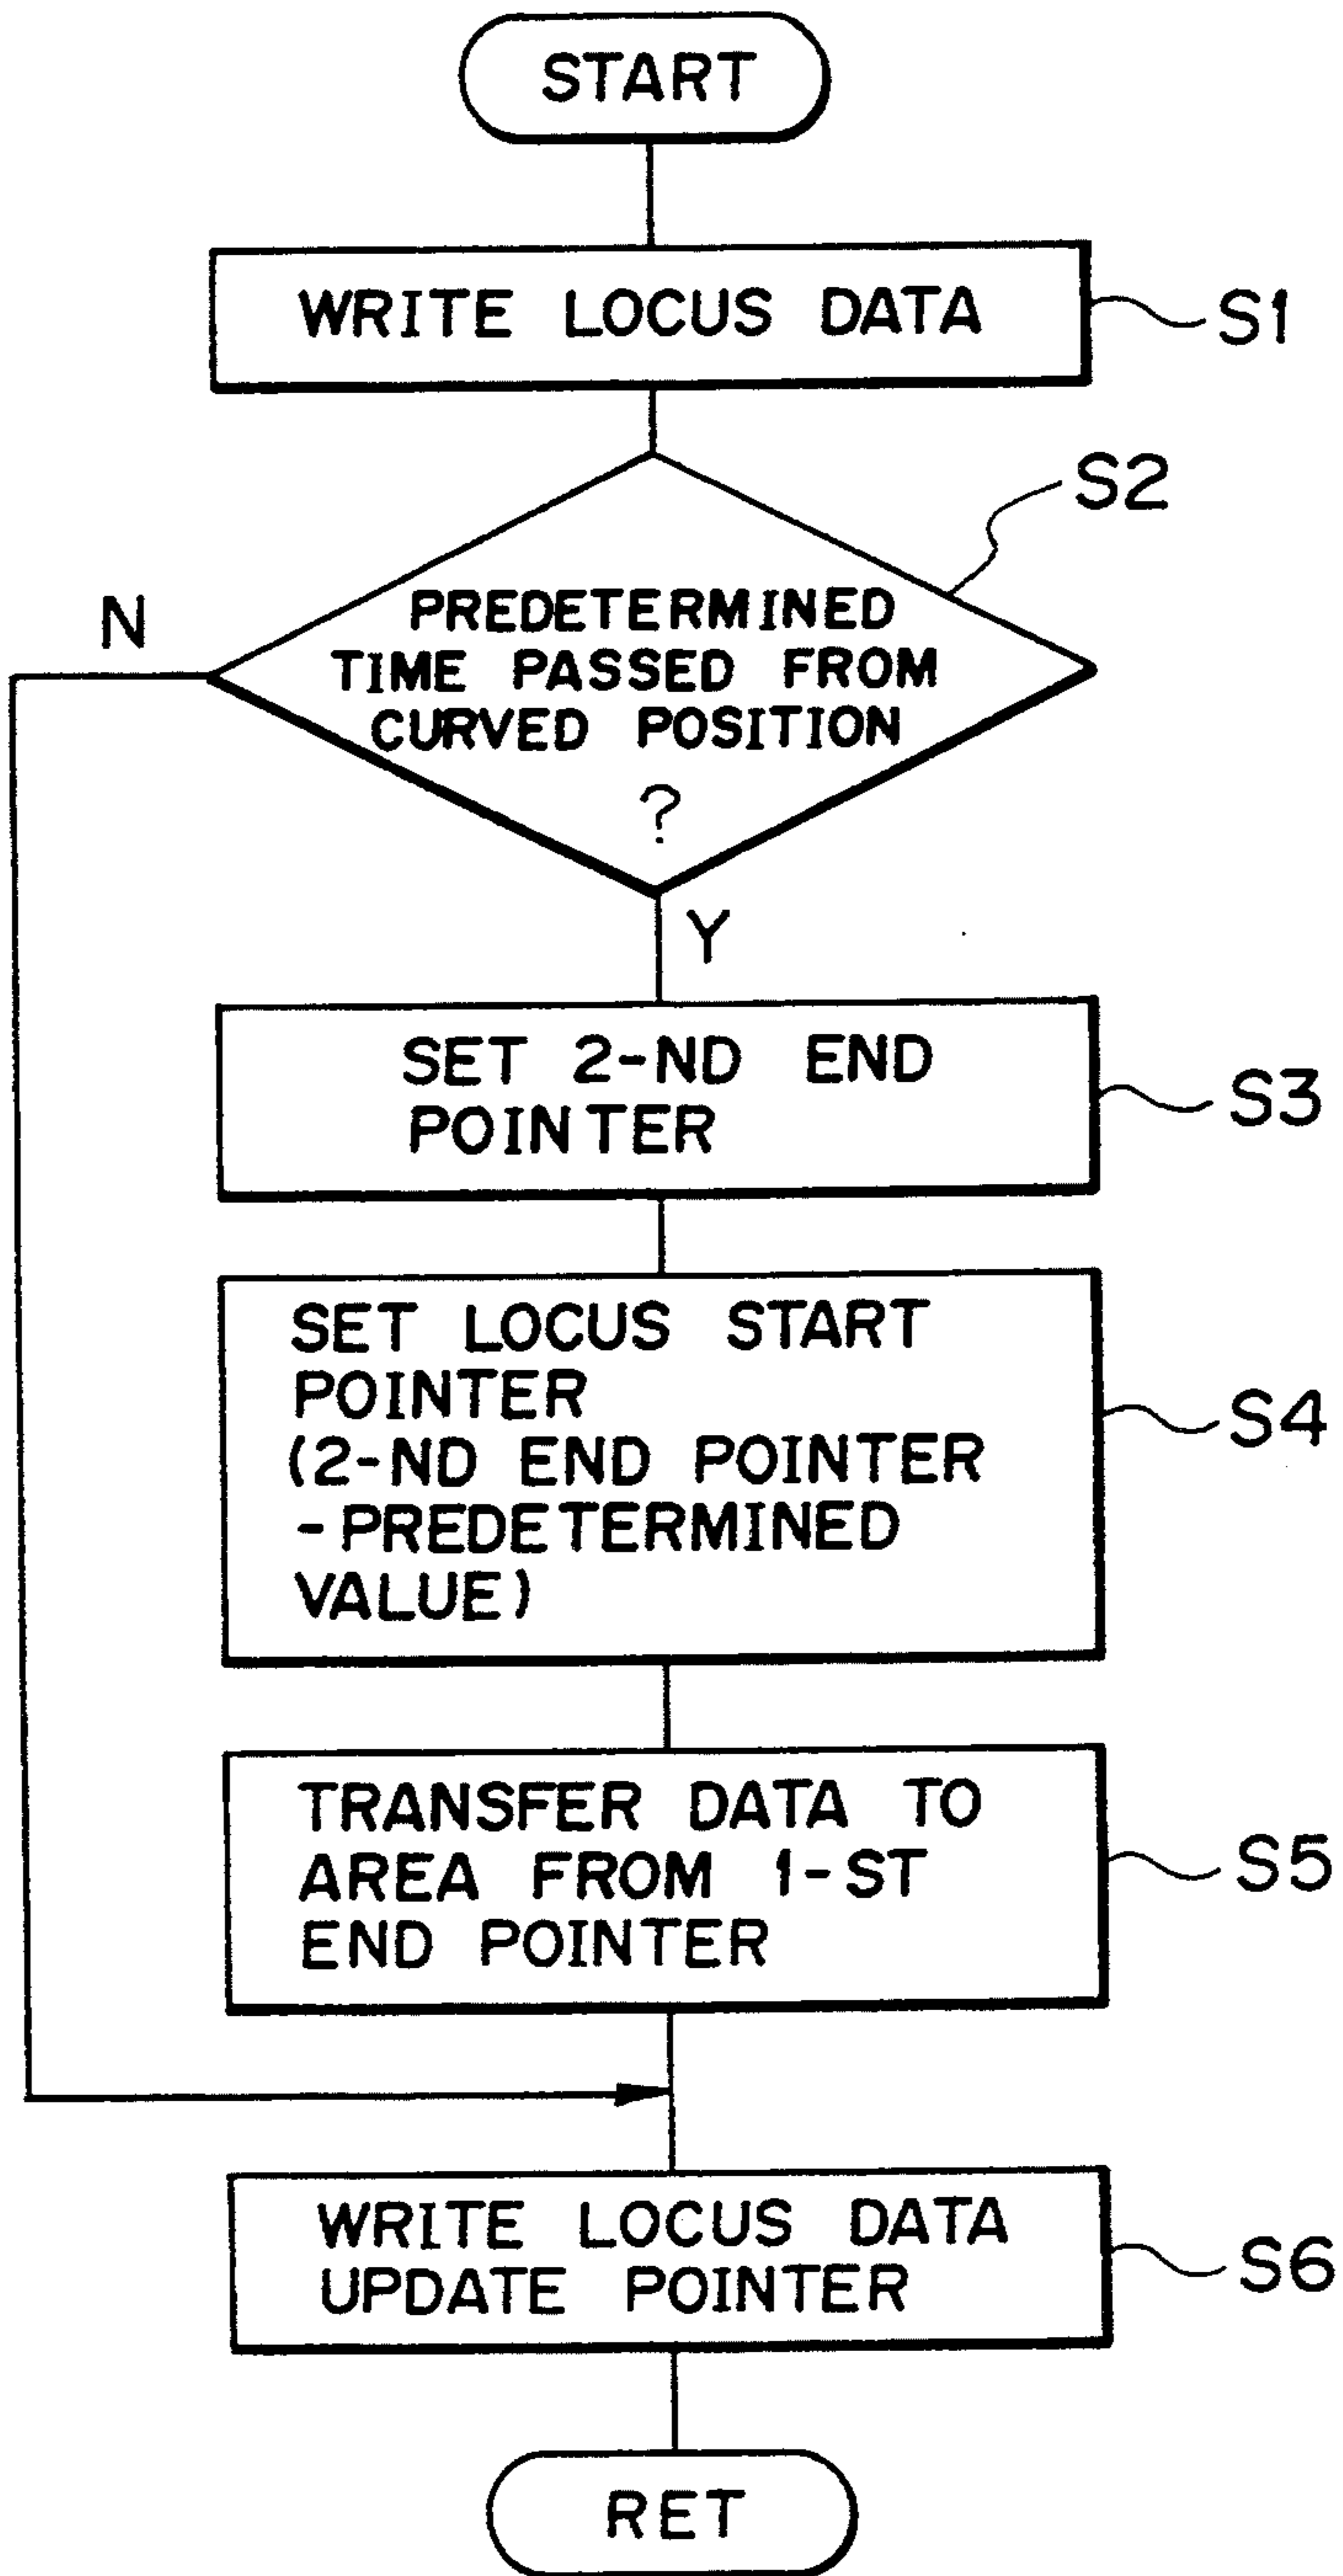 START
WRITE LOCUS DATA
S1
S2
PREDETERMINED
TIME PASSED FROM
CURVED POSITION
?
N
Y
SET 2-ND END
POINTER
S3
SET LOCUS START
POINTER
(2-ND END POINTER
-PREDETERMINED
VALUE)
S4
TRANSFER DATA TO
AREA FROM 1-ST
END POINTER
S5
WRITE LOCUS DATA
UPDATE POINTER
S6
RET